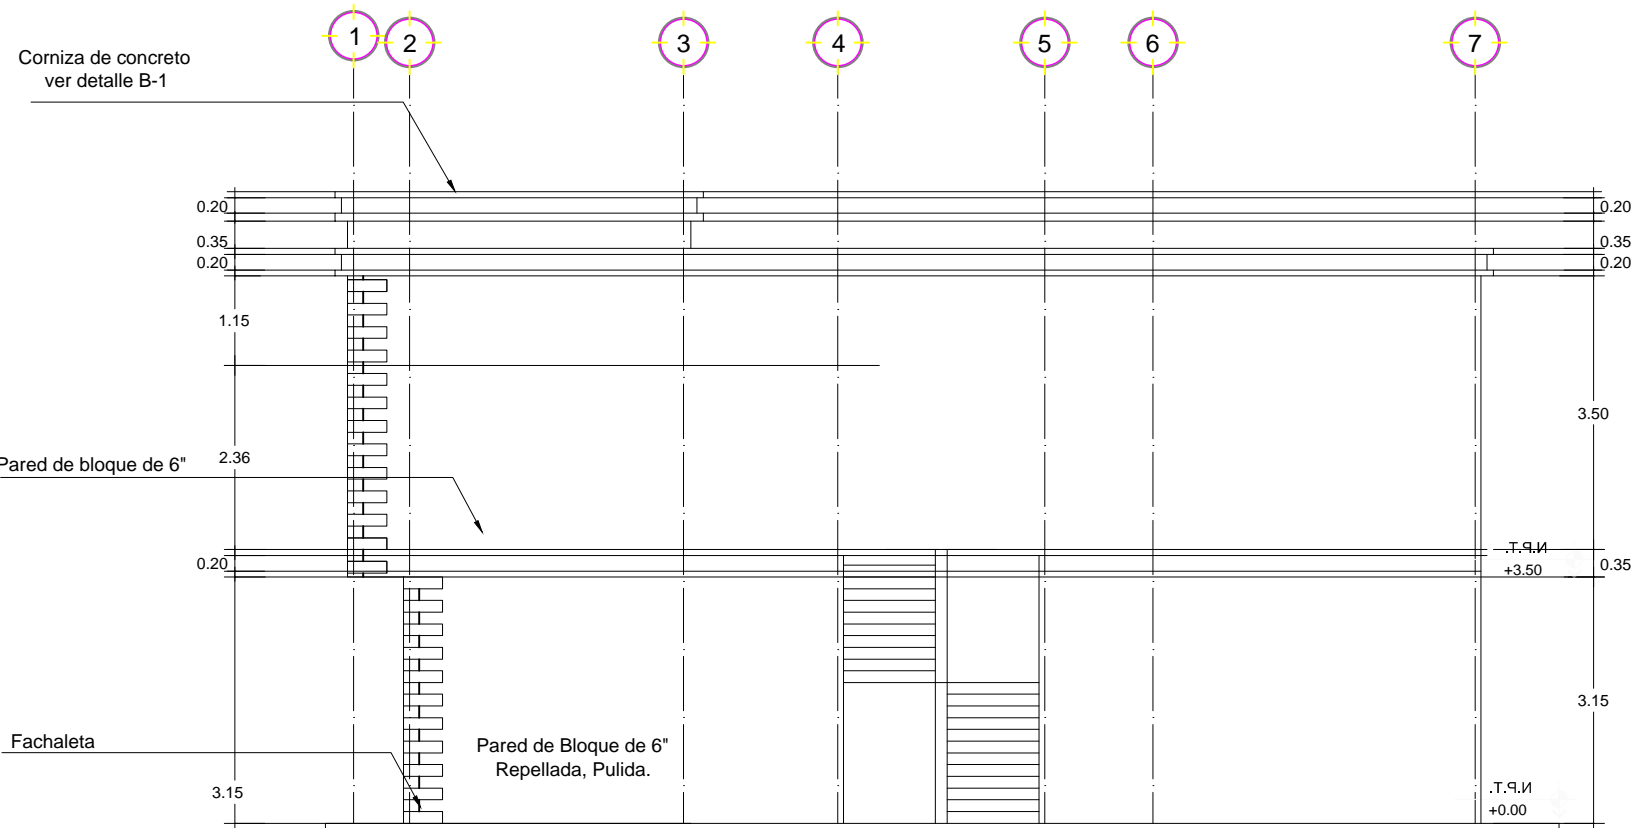 1
2
3
4
5
6
7
Corniza de concreto
ver detalle B-1
0.20
0.20
0.35
0.35
0.20
0.20
1.15
3.50
Pared de bloque de 6"
2.36
N.P.T.
+3.50
0.20
0.35
3.15
Fachaleta
Pared de Bloque de 6"
Repellada, Pulida.
3.15
N.P.T.
+0.00